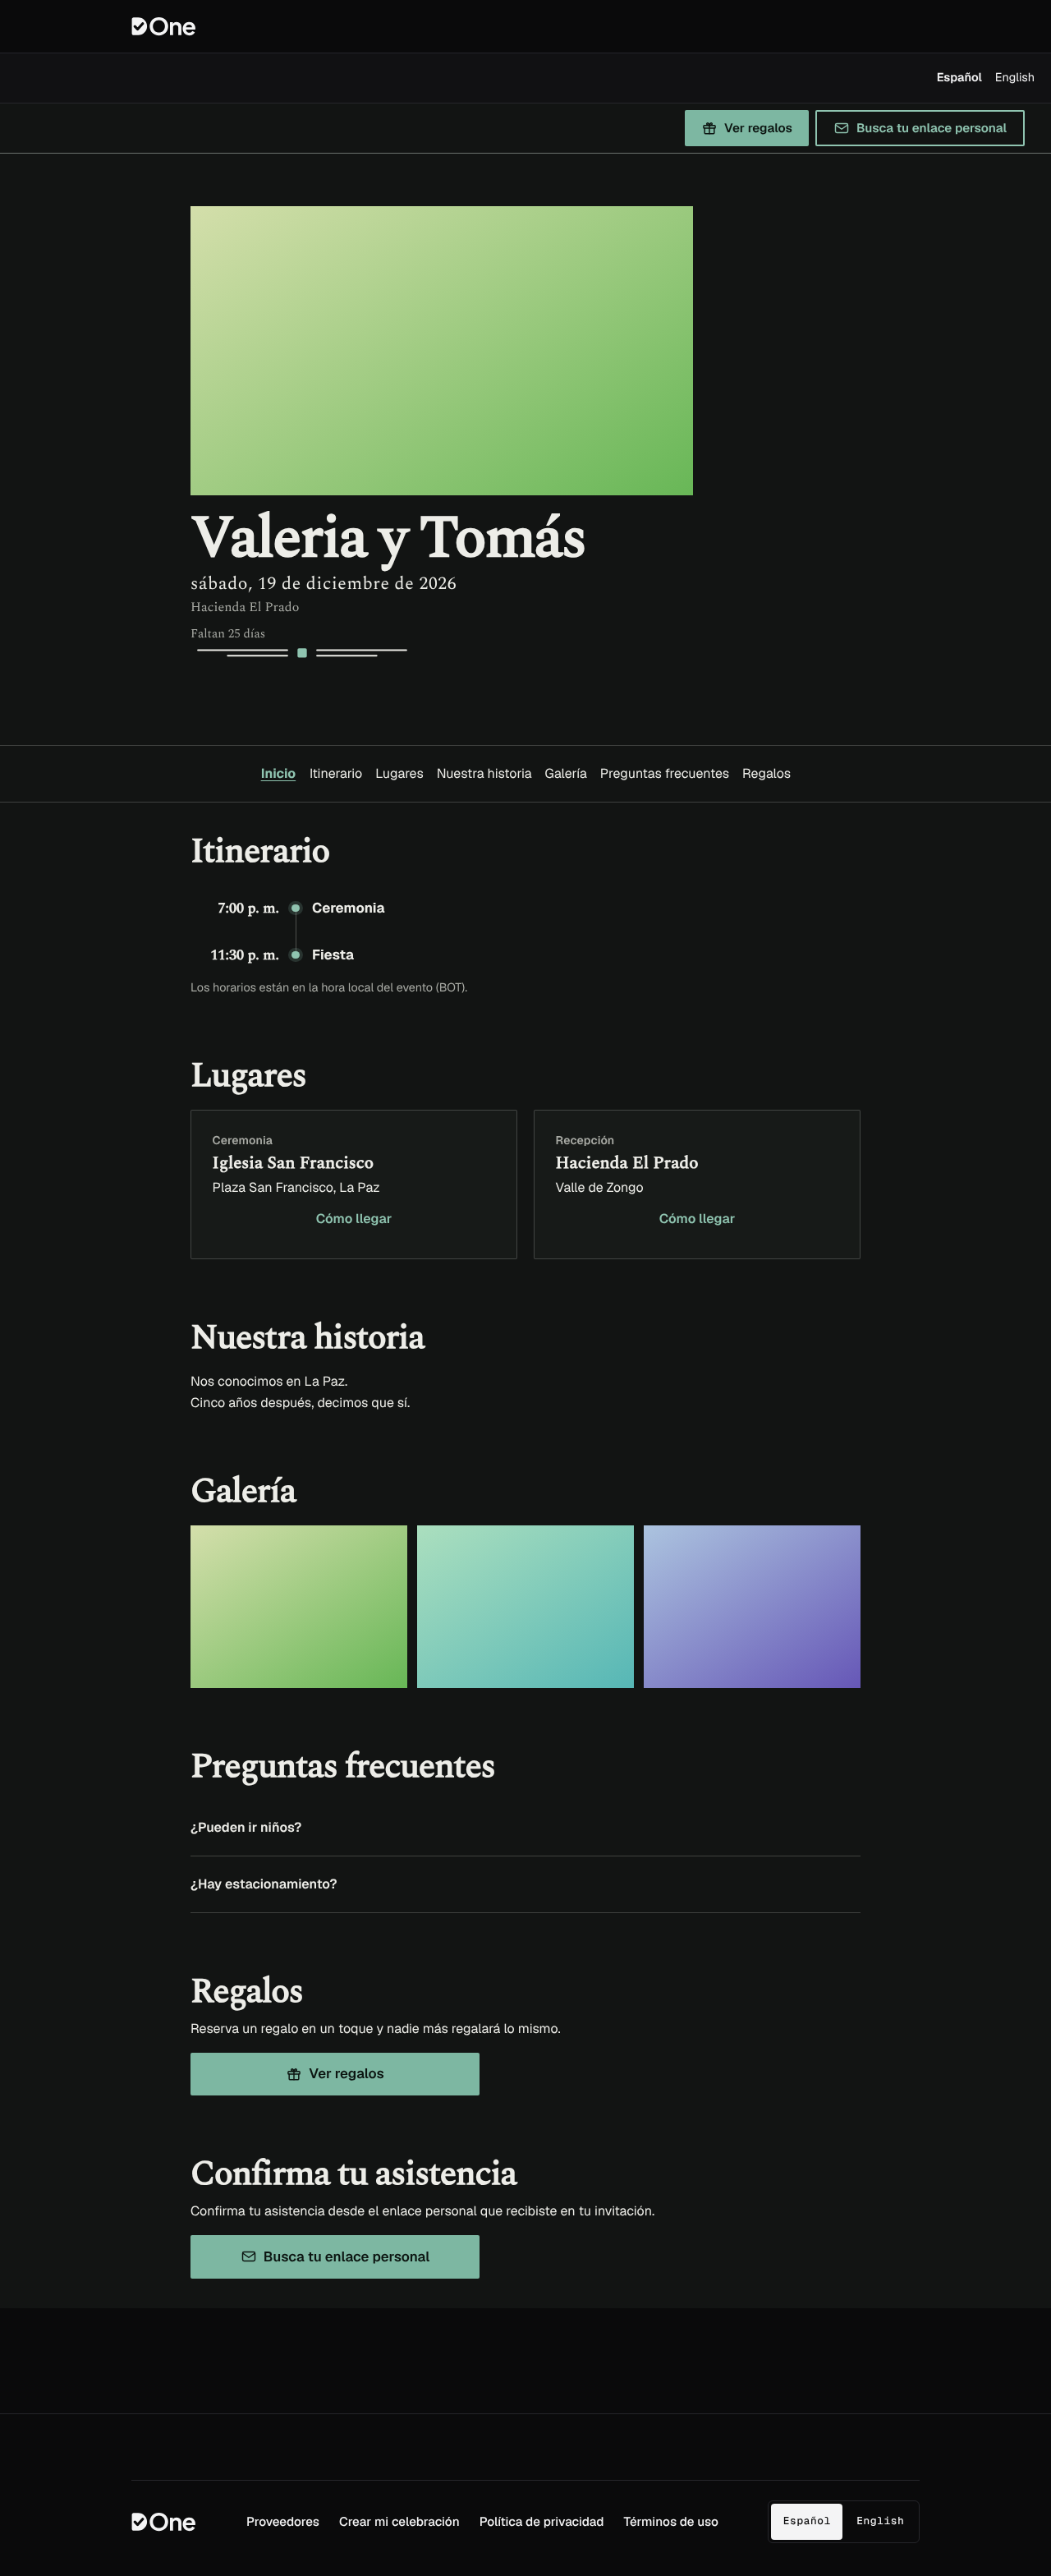 One
Español English
Ver regalos Busca tu enlace personal
Valeria y Tomás
sábado, 19 de diciembre de 2026
Hacienda El Prado
Faltan 25 días
Inicio Itinerario Lugares Nuestra historia Galería Preguntas frecuentes Regalos
Itinerario
7:00 p. m. Ceremonia
11:30 p. m. Fiesta
Los horarios están en la hora local del evento (BOT).
Lugares
Ceremonia
Iglesia San Francisco
Plaza San Francisco, La Paz
Cómo llegar
Recepción
Hacienda El Prado
Valle de Zongo
Cómo llegar
Nuestra historia
Nos conocimos en La Paz.
Cinco años después, decimos que sí.
Galería
Preguntas frecuentes
¿Pueden ir niños?
¿Hay estacionamiento?
Regalos
Reserva un regalo en un toque y nadie más regalará lo mismo.
Ver regalos
Confirma tu asistencia
Confirma tu asistencia desde el enlace personal que recibiste en tu invitación.
Busca tu enlace personal
One Proveedores Crear mi celebración Política de privacidad Términos de uso Español English